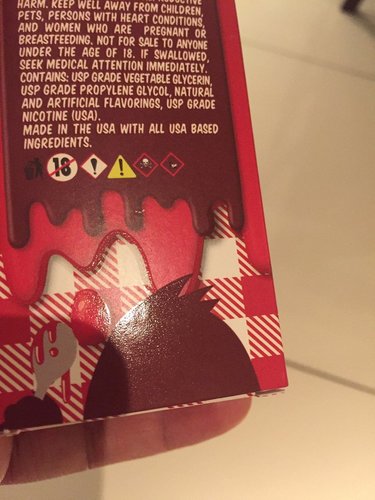 HARM. KEEP WELL AWAY FROM CHILDREN,
PETS, PERSONS WITH HEART CONDITIONS,
AND WOMEN WHO ARE PREGNANT OR
BREASTFEEDING. NOT FOR SALE TO ANYONE
UNDER THE AGE OF 18. IF SWALLOWED,
SEEK MEDICAL ATTENTION IMMEDIATELY.
CONTAINS: USP GRADE VEGETABLE GLYCERIN,
USP GRADE PROPYLENE GLYCOL, NATURAL
AND ARTIFICIAL FLAVORINGS, USP GRADE
NICOTINE (USA).
MADE IN THE USA WITH ALL USA BASED
INGREDIENTS.
18